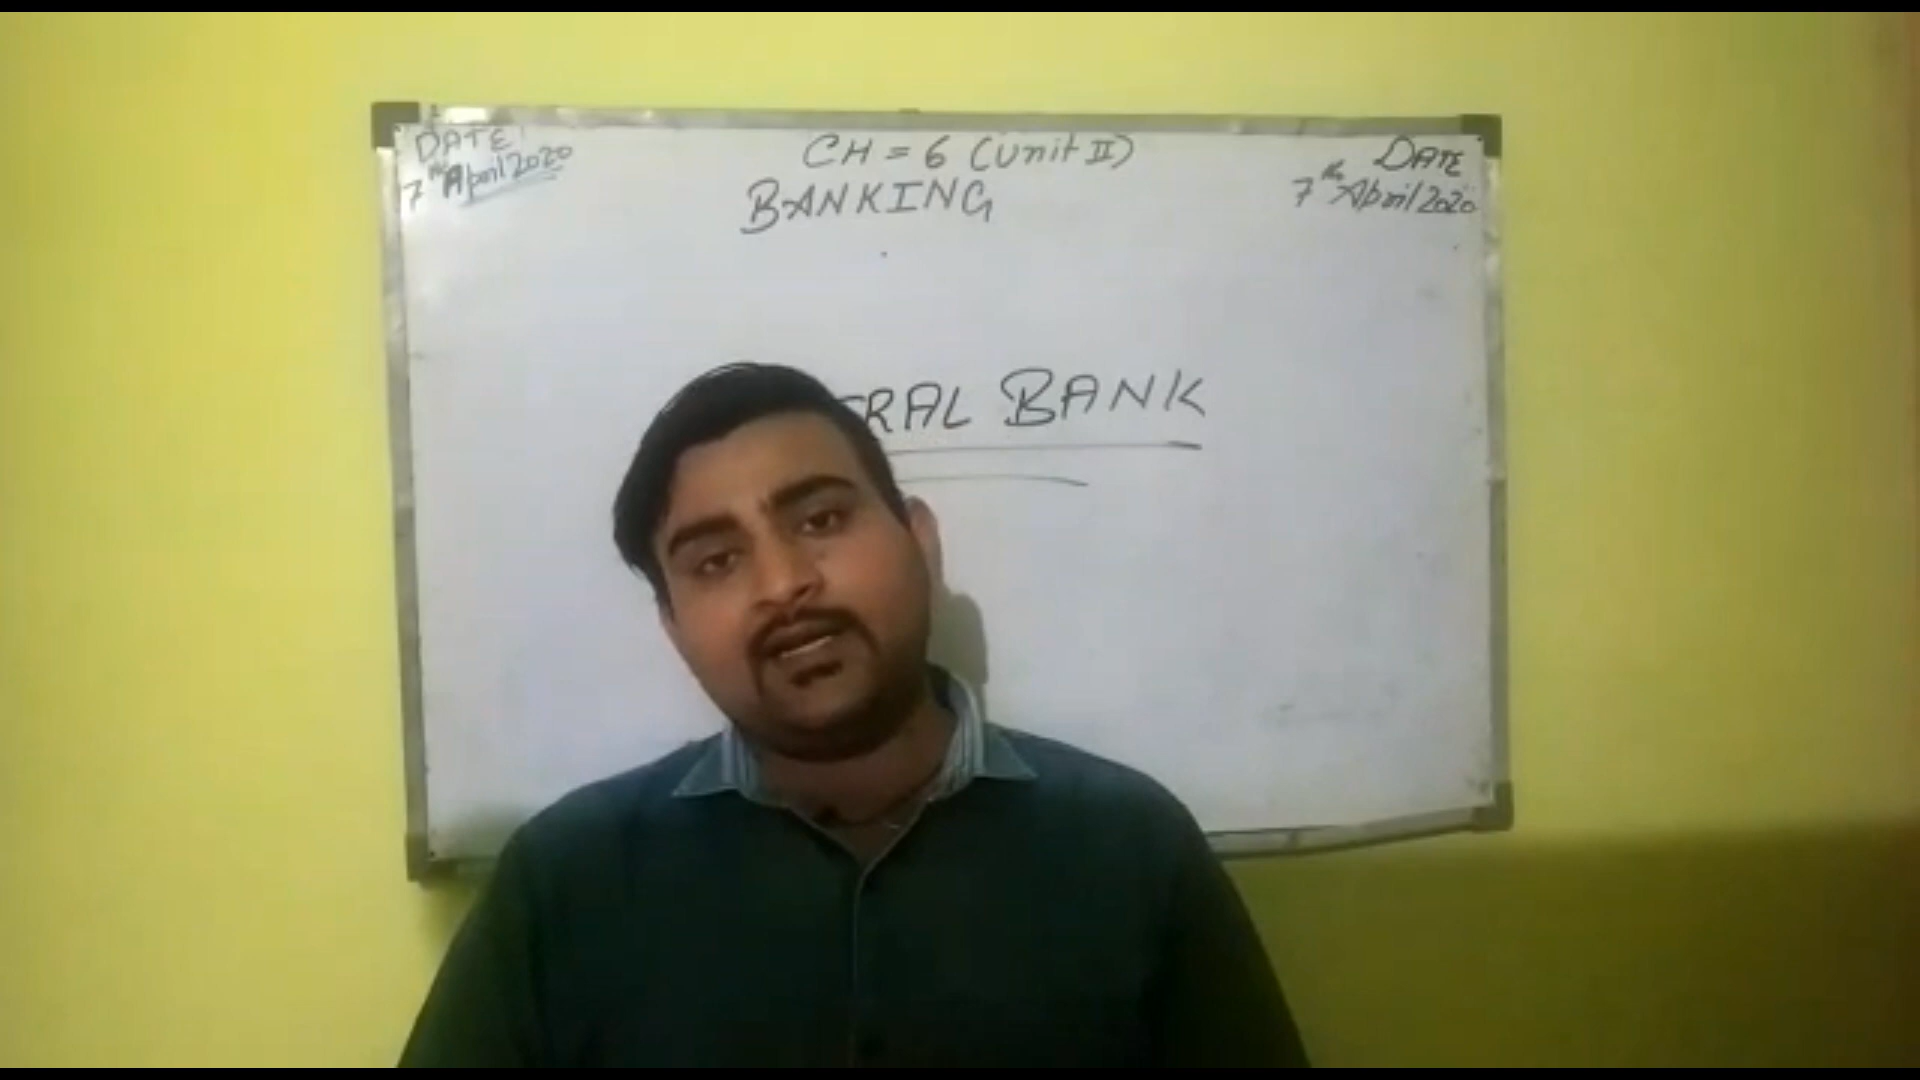 DATE
7th April 2020
CH = 6 (Unit II)
BANKING
DATE
7th April 2020
RAL BANK